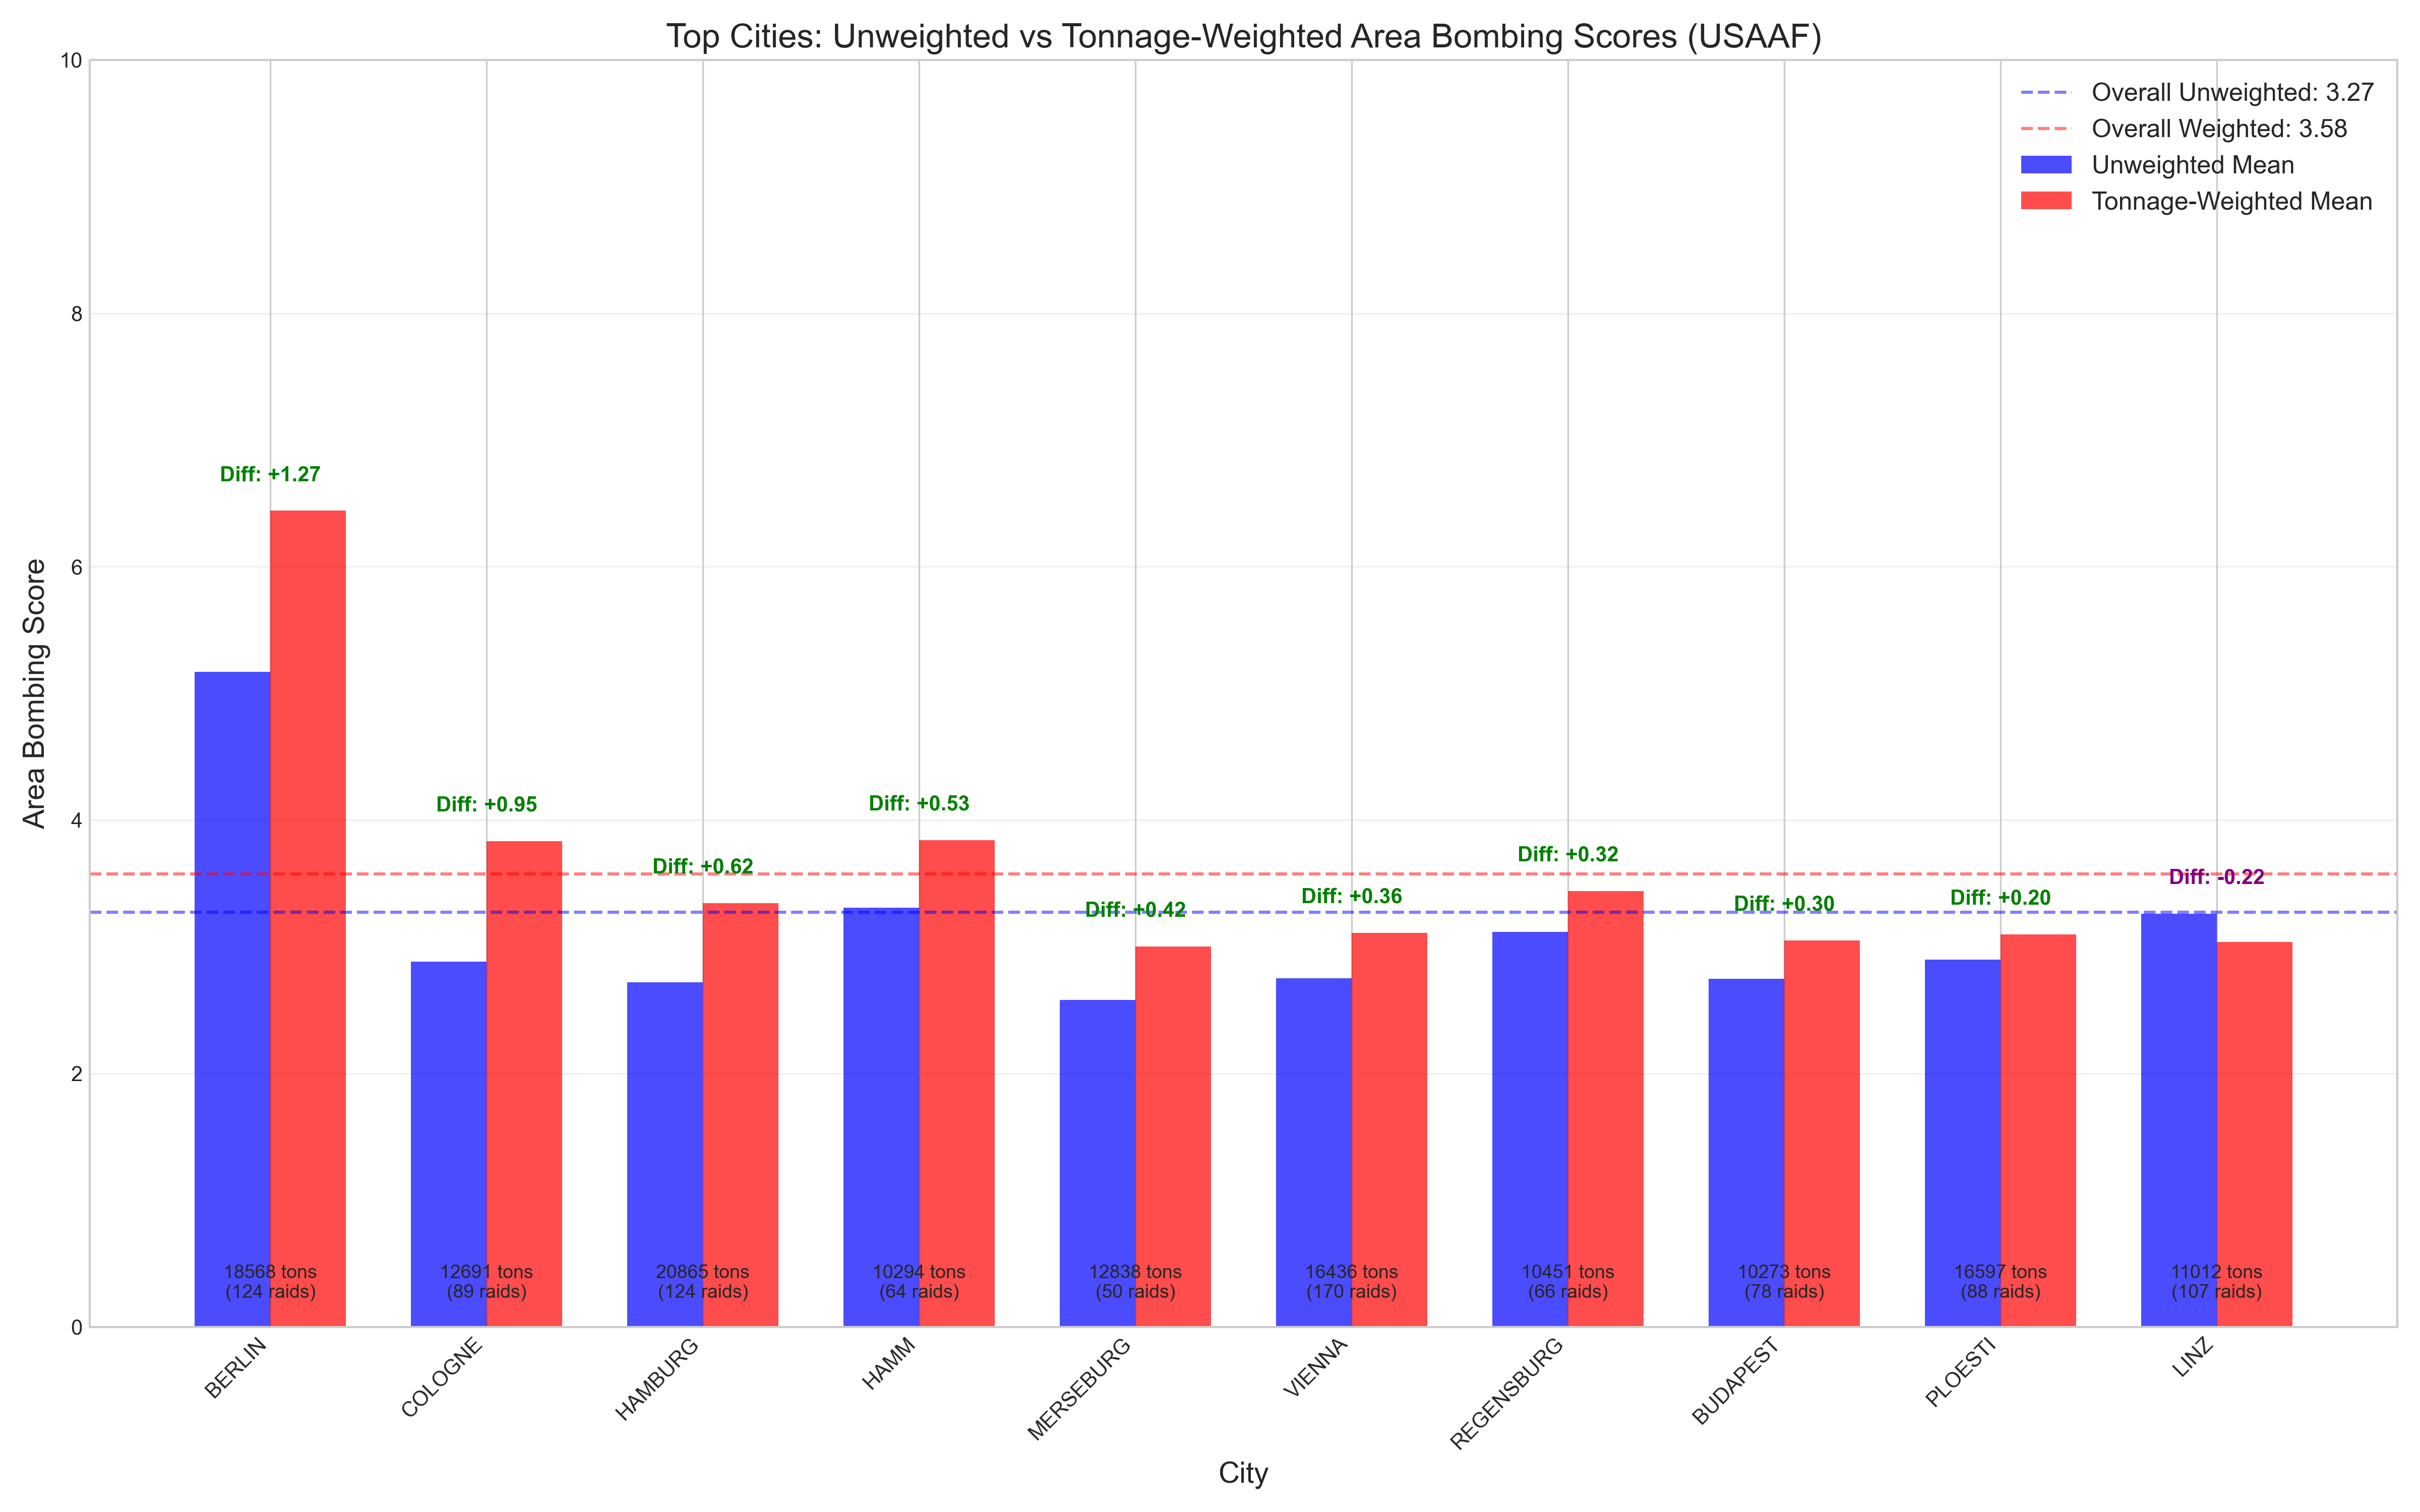 Top Cities: Unweighted vs Tonnage-Weighted Area Bombing Scores (USAAF)
Overall Unweighted: 3.27
Overall Weighted: 3.58
Unweighted Mean
Tonnage-Weighted Mean
Area Bombing Score
10
8
6
4
2
0
Diff: +1.27
Diff: +0.95
Diff: +0.62
Diff: +0.53
Diff: +0.42
Diff: +0.36
Diff: +0.32
Diff: +0.30
Diff: +0.20
Diff: -0.22
18568 tons
(124 raids)
12691 tons
(89 raids)
20865 tons
(124 raids)
10294 tons
(64 raids)
12838 tons
(50 raids)
16436 tons
(170 raids)
10451 tons
(66 raids)
10273 tons
(78 raids)
16597 tons
(88 raids)
11012 tons
(107 raids)
BERLIN
COLOGNE
HAMBURG
HAMM
MERSEBURG
VIENNA
REGENSBURG
BUDAPEST
PLOESTI
LINZ
City